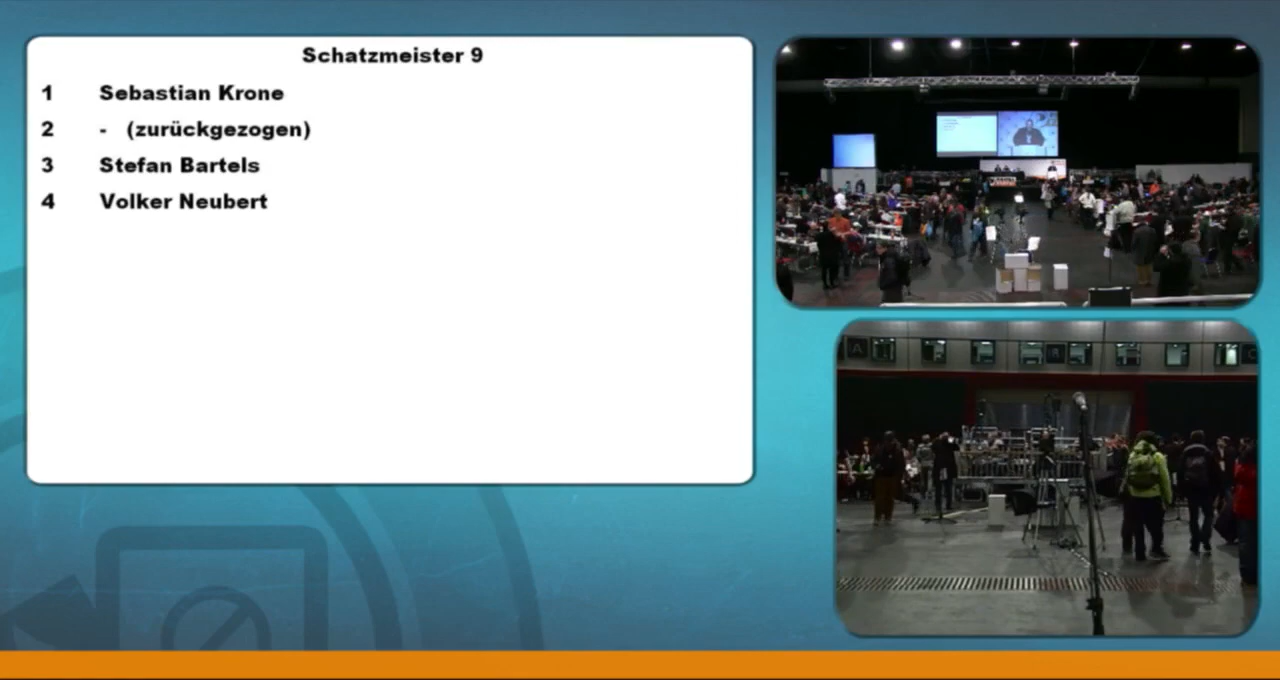 Schatzmeister 9
1 Sebastian Krone
2 - (zurückgezogen)
3 Stefan Bartels
4 Volker Neubert
A
R